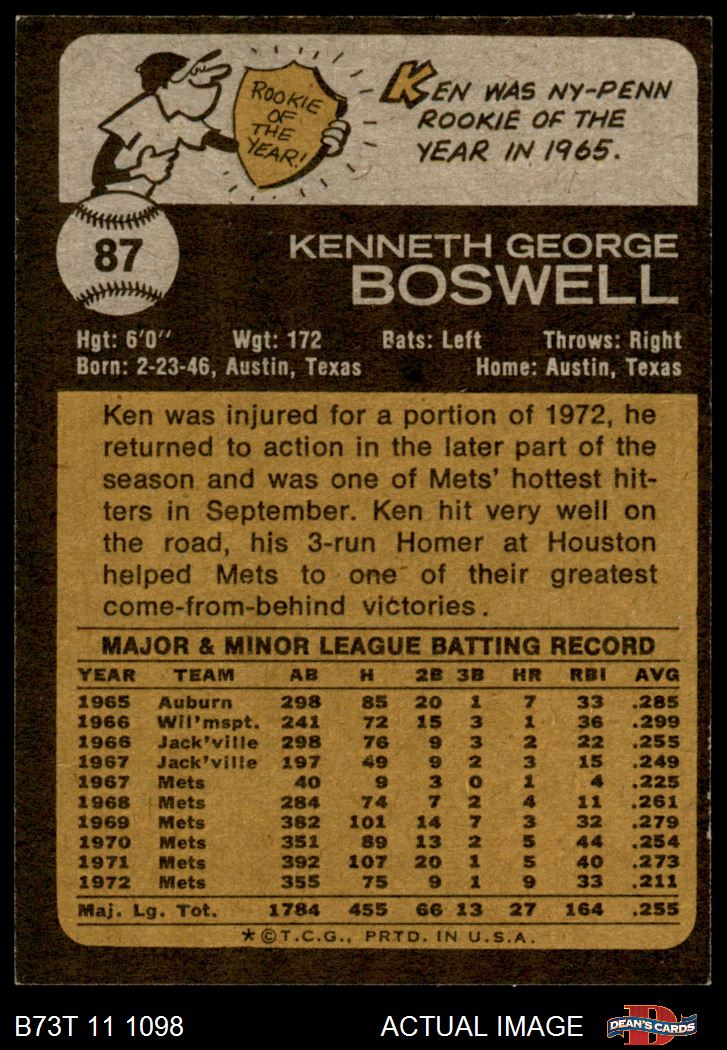 ROOKIE
OF
THE
YEAR!
KEN WAS NY-PENN
ROOKIE OF THE
YEAR IN 1965.
87
KENNETH GEORGE
BOSWELL
Hgt: 6'0" Wgt: 172 Bats: Left Throws: Right
Born: 2-23-46, Austin, Texas Home: Austin, Texas
Ken was injured for a portion of 1972, he
returned to action in the later part of the
season and was one of Mets' hottest hit-
ters in September. Ken hit very well on
the road, his 3-run Homer at Houston
helped Mets to one of their greatest
come-from-behind victories.
MAJOR & MINOR LEAGUE BATTING RECORD
YEAR TEAM AB H 2B 3B HR RBI AVG
1965 Auburn 298 85 20 1 7 33 .285
1966 Wil'mspt. 241 72 15 3 1 36 .299
1966 Jack'ville 298 76 9 3 2 22 .255
1967 Jack'ville 197 49 9 2 3 15 .249
1967 Mets 40 9 3 0 1 4 .225
1968 Mets 284 74 7 2 4 11 .261
1969 Mets 362 101 14 7 3 32 .279
1970 Mets 351 89 13 2 5 44 .254
1971 Mets 392 107 20 1 5 40 .273
1972 Mets 355 75 9 1 9 33 .211
Maj. Lg. Tot. 1784 455 66 13 27 164 .255
*©T.C.G., PRTD. IN U.S.A.
B73T 11 1098 ACTUAL IMAGE D DEAN'S CARDS